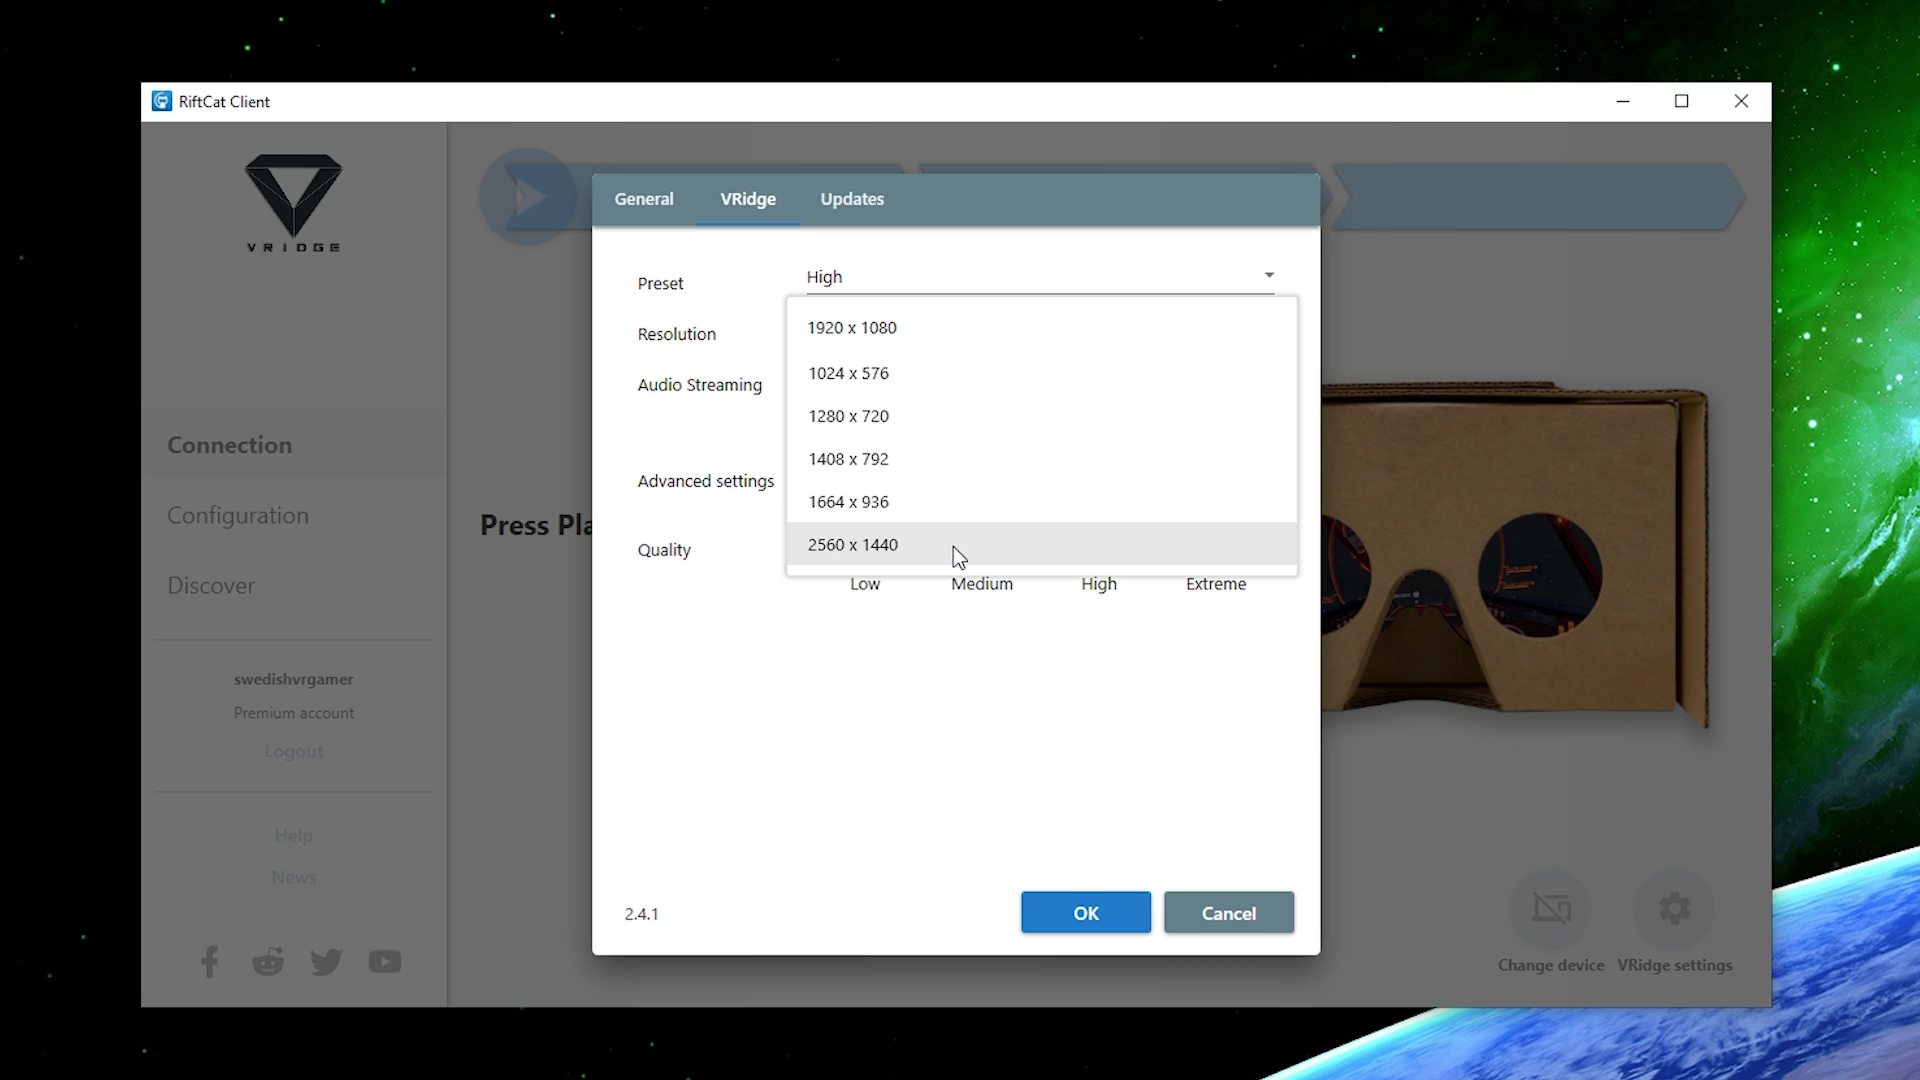 RiftCat Client
VRIDGE
Connection
Configuration
Discover
swedishvrgamer
Premium account
Logout
Help
News
General
VRidge
Updates
Preset
High
Resolution
Audio Streaming
Advanced settings
Quality
1920 x 1080
1024 x 576
1280 x 720
1408 x 792
1664 x 936
2560 x 1440
Low
Medium
High
Extreme
2.4.1
OK
Cancel
Press Pla
Change device
VRidge settings